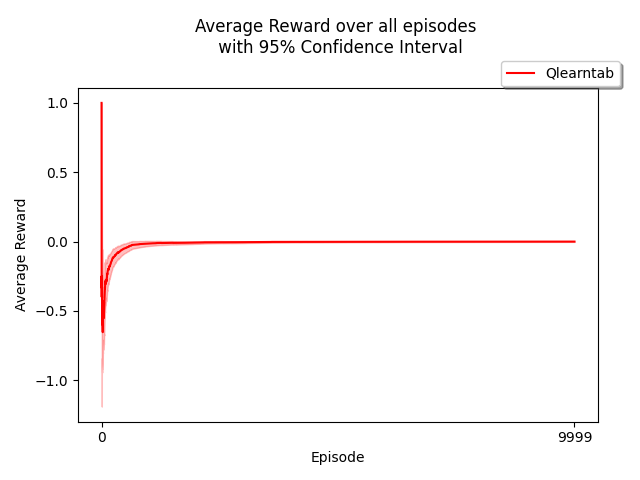 Average Reward over all episodes
with 95% Confidence Interval
Qlearntab
1.0
0.5
0.0
−0.5
−1.0
Average Reward
0
9999
Episode